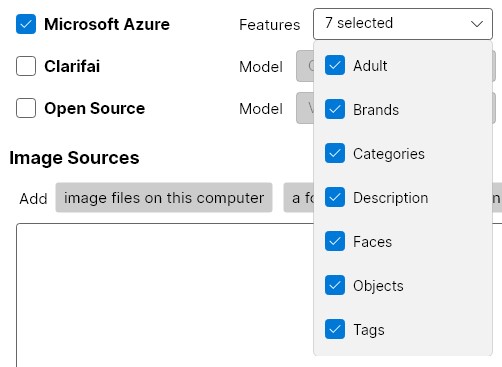 Microsoft Azure Features 7 selected
Clarifai Model
Adult
Open Source Model
Brands
Image Sources
Categories
Add image files on this computer a fo
Description
Faces
Objects
Tags